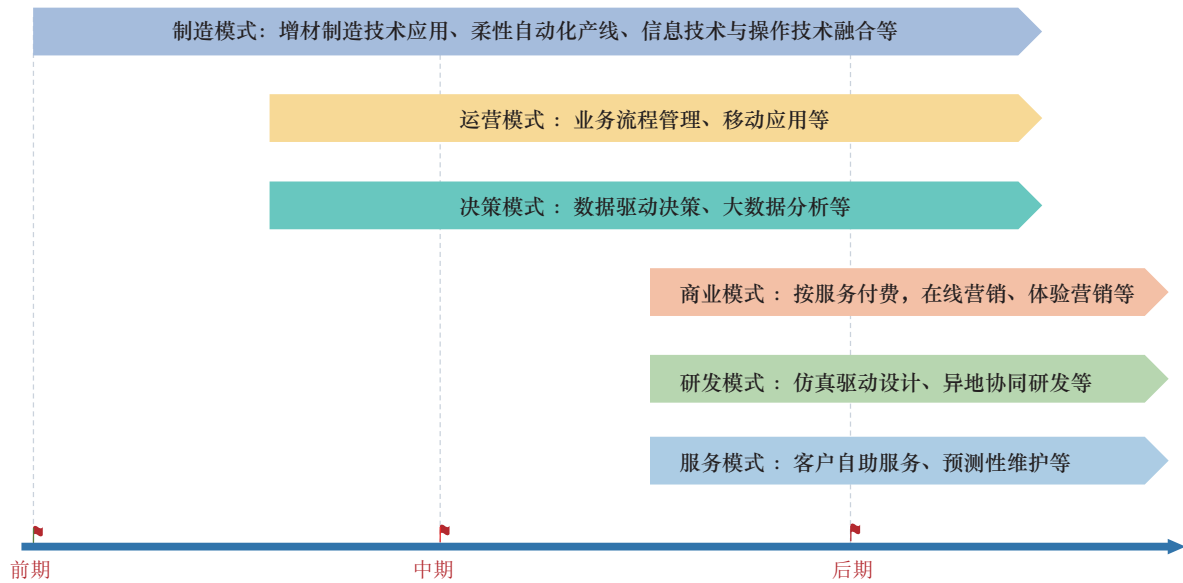 制造模式：增材制造技术应用、柔性自动化产线、信息技术与操作技术融合等
运营模式：业务流程管理、移动应用等
决策模式：数据驱动决策、大数据分析等
商业模式：按服务付费，在线营销、体验营销等
研发模式：仿真驱动设计、异地协同研发等
服务模式：客户自助服务、预测性维护等
前期
中期
后期